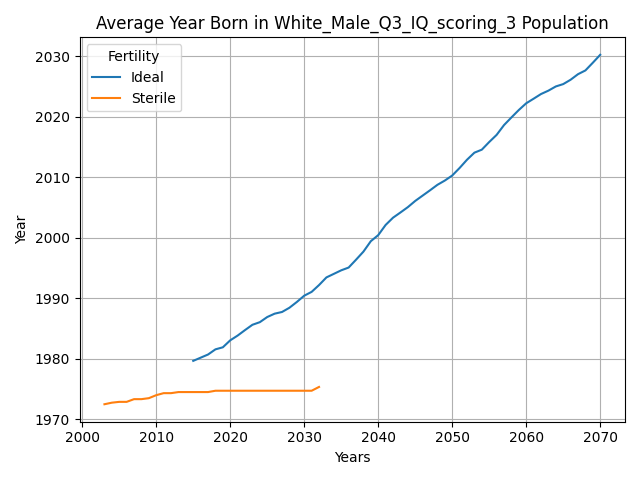 Average Year Born in White_Male_Q3_IQ_scoring_3 Population
Fertility
Ideal
Sterile
Year
2030
2020
2010
2000
1990
1980
1970
2000 2010 2020 2030 2040 2050 2060 2070
Years